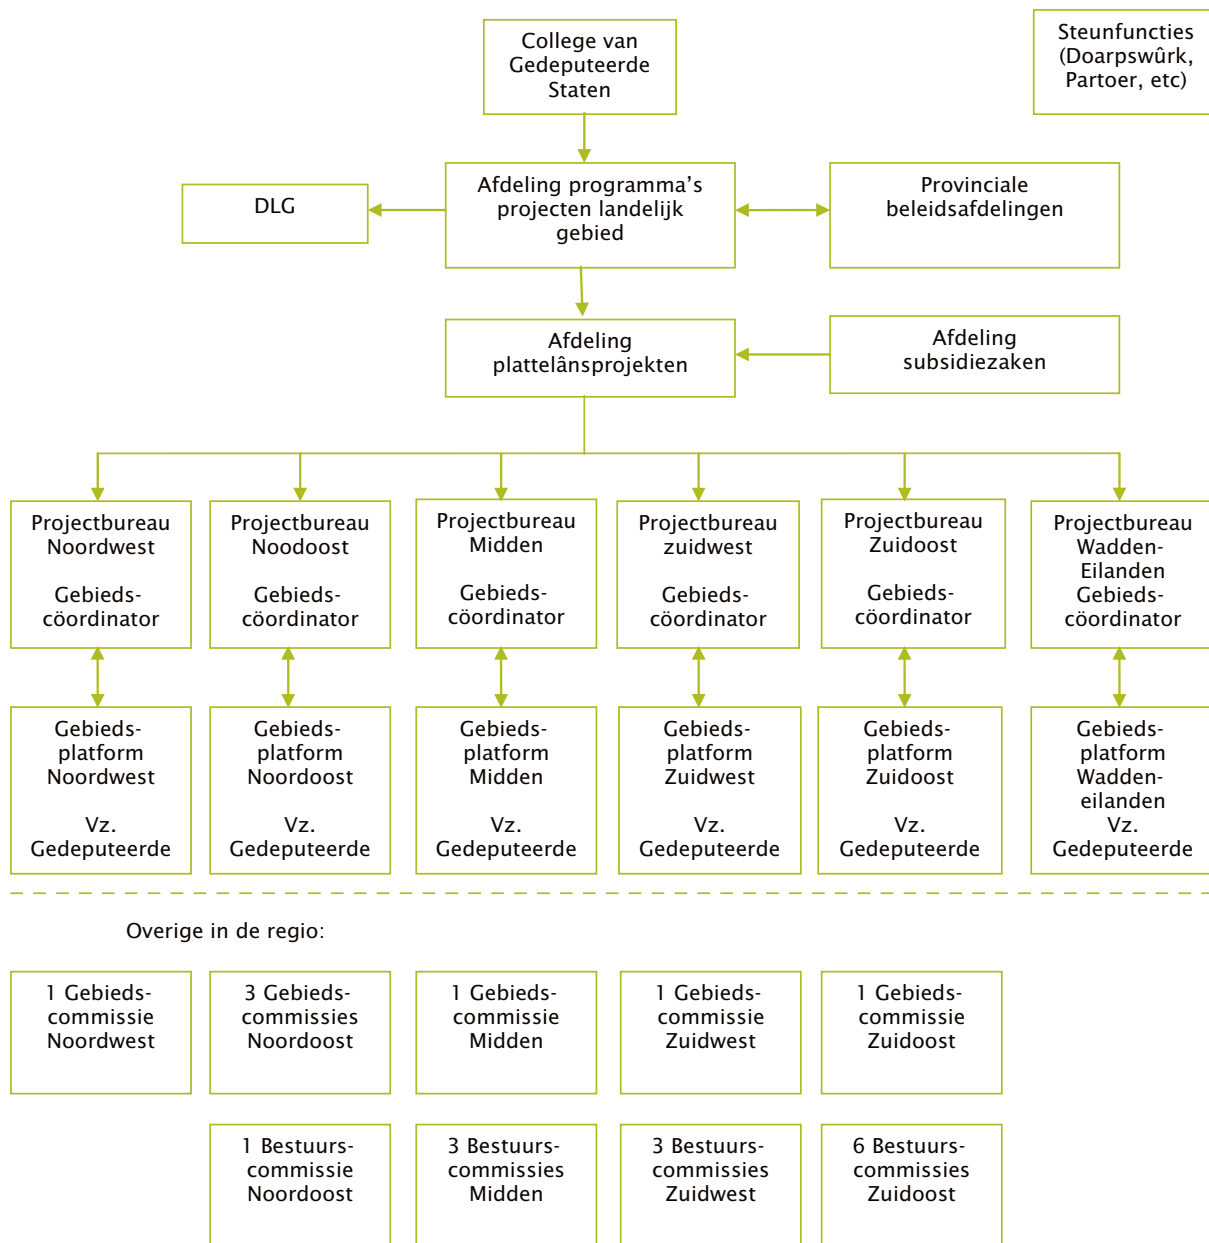 College van
Gedeputeerde
Staten
Steunfuncties
(Doarpswûrk,
Partoer, etc)
DLG
Afdeling programma’s
projecten landelijk
gebied
Provinciale
beleidsafdelingen
Afdeling
plattelânsprojekten
Afdeling
subsidiezaken
Projectbureau
Noordwest
Gebieds-
cöordinator
Projectbureau
Noodoost
Gebieds-
cöordinator
Projectbureau
Midden
Gebieds-
cöordinator
Projectbureau
zuidwest
Gebieds-
cöordinator
Projectbureau
Zuidoost
Gebieds-
cöordinator
Projectbureau
Wadden-
Eilanden
Gebieds-
cöordinator
Gebieds-
platform
Noordwest
Vz.
Gedeputeerde
Gebieds-
platform
Noordoost
Vz.
Gedeputeerde
Gebieds-
platform
Midden
Vz.
Gedeputeerde
Gebieds-
platform
Zuidwest
Vz.
Gedeputeerde
Gebieds-
platform
Zuidoost
Vz.
Gedeputeerde
Gebieds-
platform
Wadden-
eilanden
Vz.
Gedeputeerde
Overige in de regio:
1 Gebieds-
commissie
Noordwest
3 Gebieds-
commissies
Noordoost
1 Gebieds-
commissie
Midden
1 Gebieds-
commissie
Zuidwest
1 Gebieds-
commissie
Zuidoost
1 Bestuurs-
commissie
Noordoost
3 Bestuurs-
commissies
Midden
3 Bestuurs-
commissies
Zuidwest
6 Bestuurs-
commissies
Zuidoost